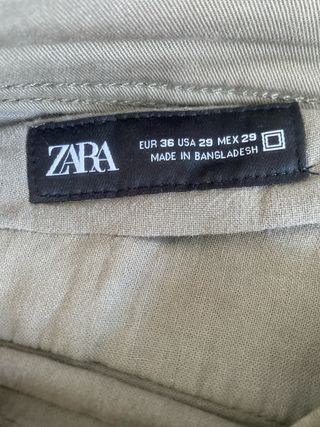 ZARA
EUR 36 USA 29 MEX 29
MADE IN BANGLADESH